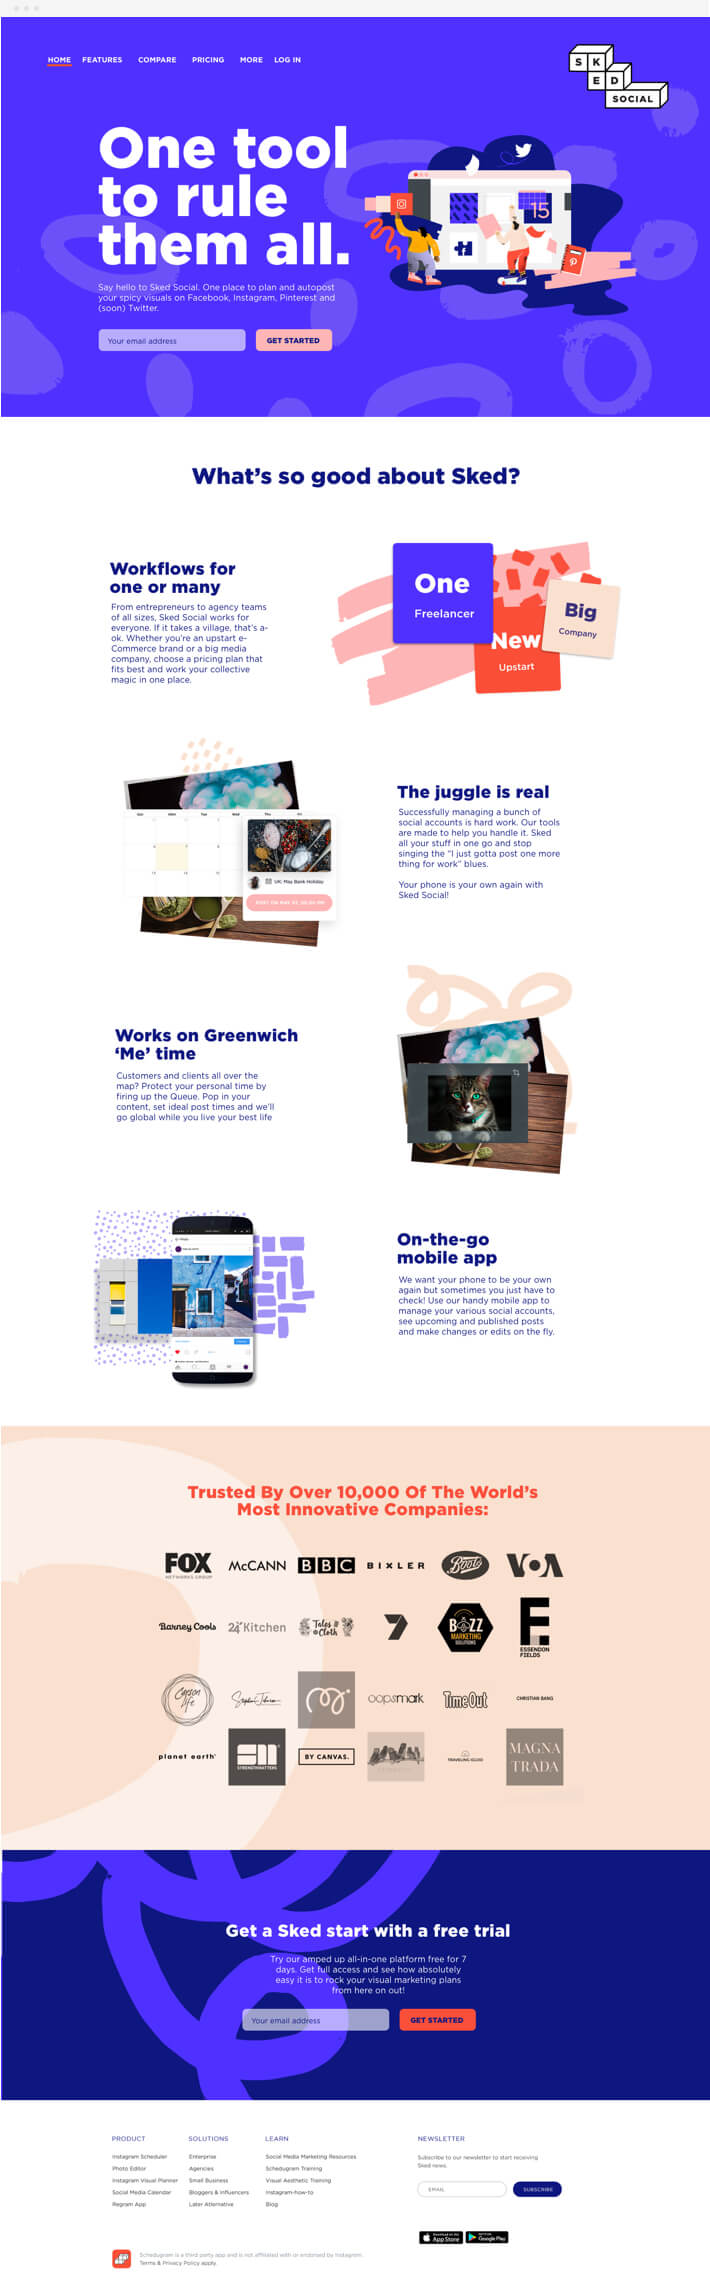 HOME FEATURES COMPARE PRICING MORE LOG IN
SK
ED
SOCIAL
One tool
to rule
them all.
15
Say hello to Sked Social. One place to plan and autopost
your spicy visuals on Facebook, Instagram, Pinterest and
(soon) Twitter.
Your email address
GET STARTED
What's so good about Sked?
Workflows for
one or many
From entrepreneurs to agency teams
of all sizes, Sked Social works for
everyone. If it takes a village, that's a-
ok. Whether you're an upstart e-
Commerce brand or a big media
company, choose a pricing plan that
fits best and work your collective
magic in one place.
One
Freelancer
New
Upstart
Big
Company
UK: May Bank Holiday
The juggle is real
Successfully managing a bunch of
social accounts is hard work. Our tools
are made to help you handle it. Sked
all your stuff in one go and stop
singing the "I just gotta post one more
thing for work" blues.
Your phone is your own again with
Sked Social!
Works on Greenwich
'Me' time
Customers and clients all over the
map? Protect your personal time by
firing up the Queue. Pop in your
content, set ideal post times and we'll
go global while you live your best life
On-the-go
mobile app
We want your phone to be your own
again but sometimes you just have to
check! Use our handy mobile app to
manage your various social accounts,
see upcoming and published posts
and make changes or edits on the fly.
Trusted By Over 10,000 Of The World's
Most Innovative Companies:
FOX
NETWORKS GROUP
McCANN
BBC
BIXLER
Boots
VOA
Barney Cools
24Kitchen
Tales of Cloth
7
BOZZ
MARKETING
SOLUTIONS
ESSENDON
FIELDS
Carson life
oopsmark
TimeOut
CHRISTIAN BANG
planet earth
STRENGTHMATTERS
BY CANVAS.
TRAVELING IGLOO
MAGNA
TRADA
Get a Sked start with a free trial
Try our amped up all-in-one platform free for 7
days. Get full access and see how absolutely
easy it is to rock your visual marketing plans
from here on out!
Your email address
GET STARTED
PRODUCT
Instagram Scheduler
Photo Editor
Instagram Visual Planner
Social Media Calendar
Regram App
SOLUTIONS
Enterprise
Agencies
Small Business
Bloggers & Influencers
Later Alternative
LEARN
Social Media Marketing Resources
Schedugram Training
Visual Aesthetic Training
Instagram-how-to
Blog
NEWSLETTER
Subscribe to our newsletter to start receiving
Sked news.
EMAIL
SUBSCRIBE
Download on the
App Store
Google Play
Schedugram is a third party app and is not affiliated with or endorsed by Instagram.
Terms & Privacy Policy apply.